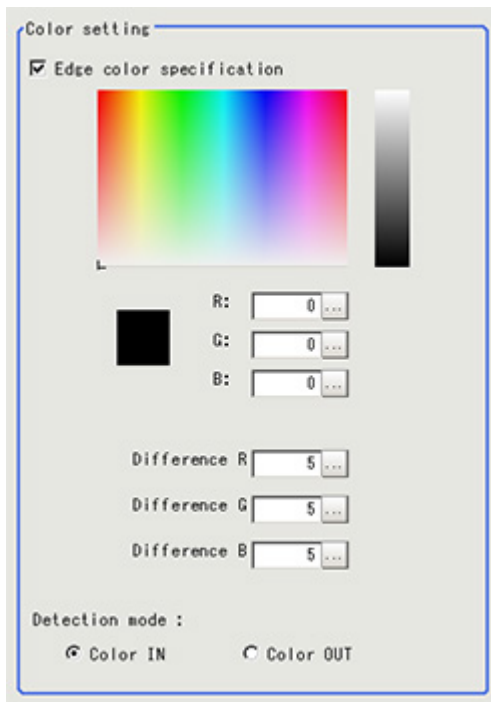 Color setting
Edge color specification
R: 0 ...
G: 0 ...
B: 0 ...
Difference R 5 ...
Difference G 5 ...
Difference B 5 ...
Detection mode :
Color IN Color OUT